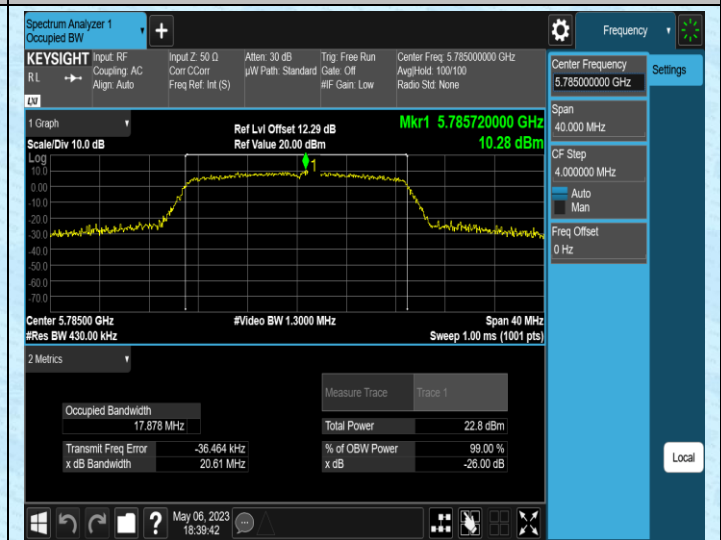 Spectrum Analyzer 1
Occupied BW
+
Frequency
KEYSIGHT
RL
LXI
Input: RF
Coupling: AC
Align: Auto
Input Z: 50 Ω
Corr CCorr
Freq Ref: Int (S)
Atten: 30 dB
µW Path: Standard
Trig: Free Run
Gate: Off
#IF Gain: Low
Center Freq: 5.785000000 GHz
Avg|Hold: 100/100
Radio Std: None
Center Frequency
5.785000000 GHz
Settings
Span
40.000 MHz
CF Step
4.000000 MHz
Auto
Man
Freq Offset
0 Hz
Local
1 Graph
Scale/Div 10.0 dB
Ref Lvl Offset 12.29 dB
Ref Value 20.00 dBm
Mkr1 5.785720000 GHz
10.28 dBm
Log
10.0
0.00
-10.0
-20.0
-30.0
-40.0
-50.0
-60.0
-70.0
1
Center 5.78500 GHz
#Res BW 430.00 kHz
#Video BW 1.3000 MHz
Span 40 MHz
Sweep 1.00 ms (1001 pts)
2 Metrics
Measure Trace Trace 1
Occupied Bandwidth
17.878 MHz
Total Power 22.8 dBm
Transmit Freq Error -36.464 kHz
% of OBW Power 99.00 %
x dB Bandwidth 20.61 MHz
x dB -26.00 dB
?
May 06, 2023
18:39:42